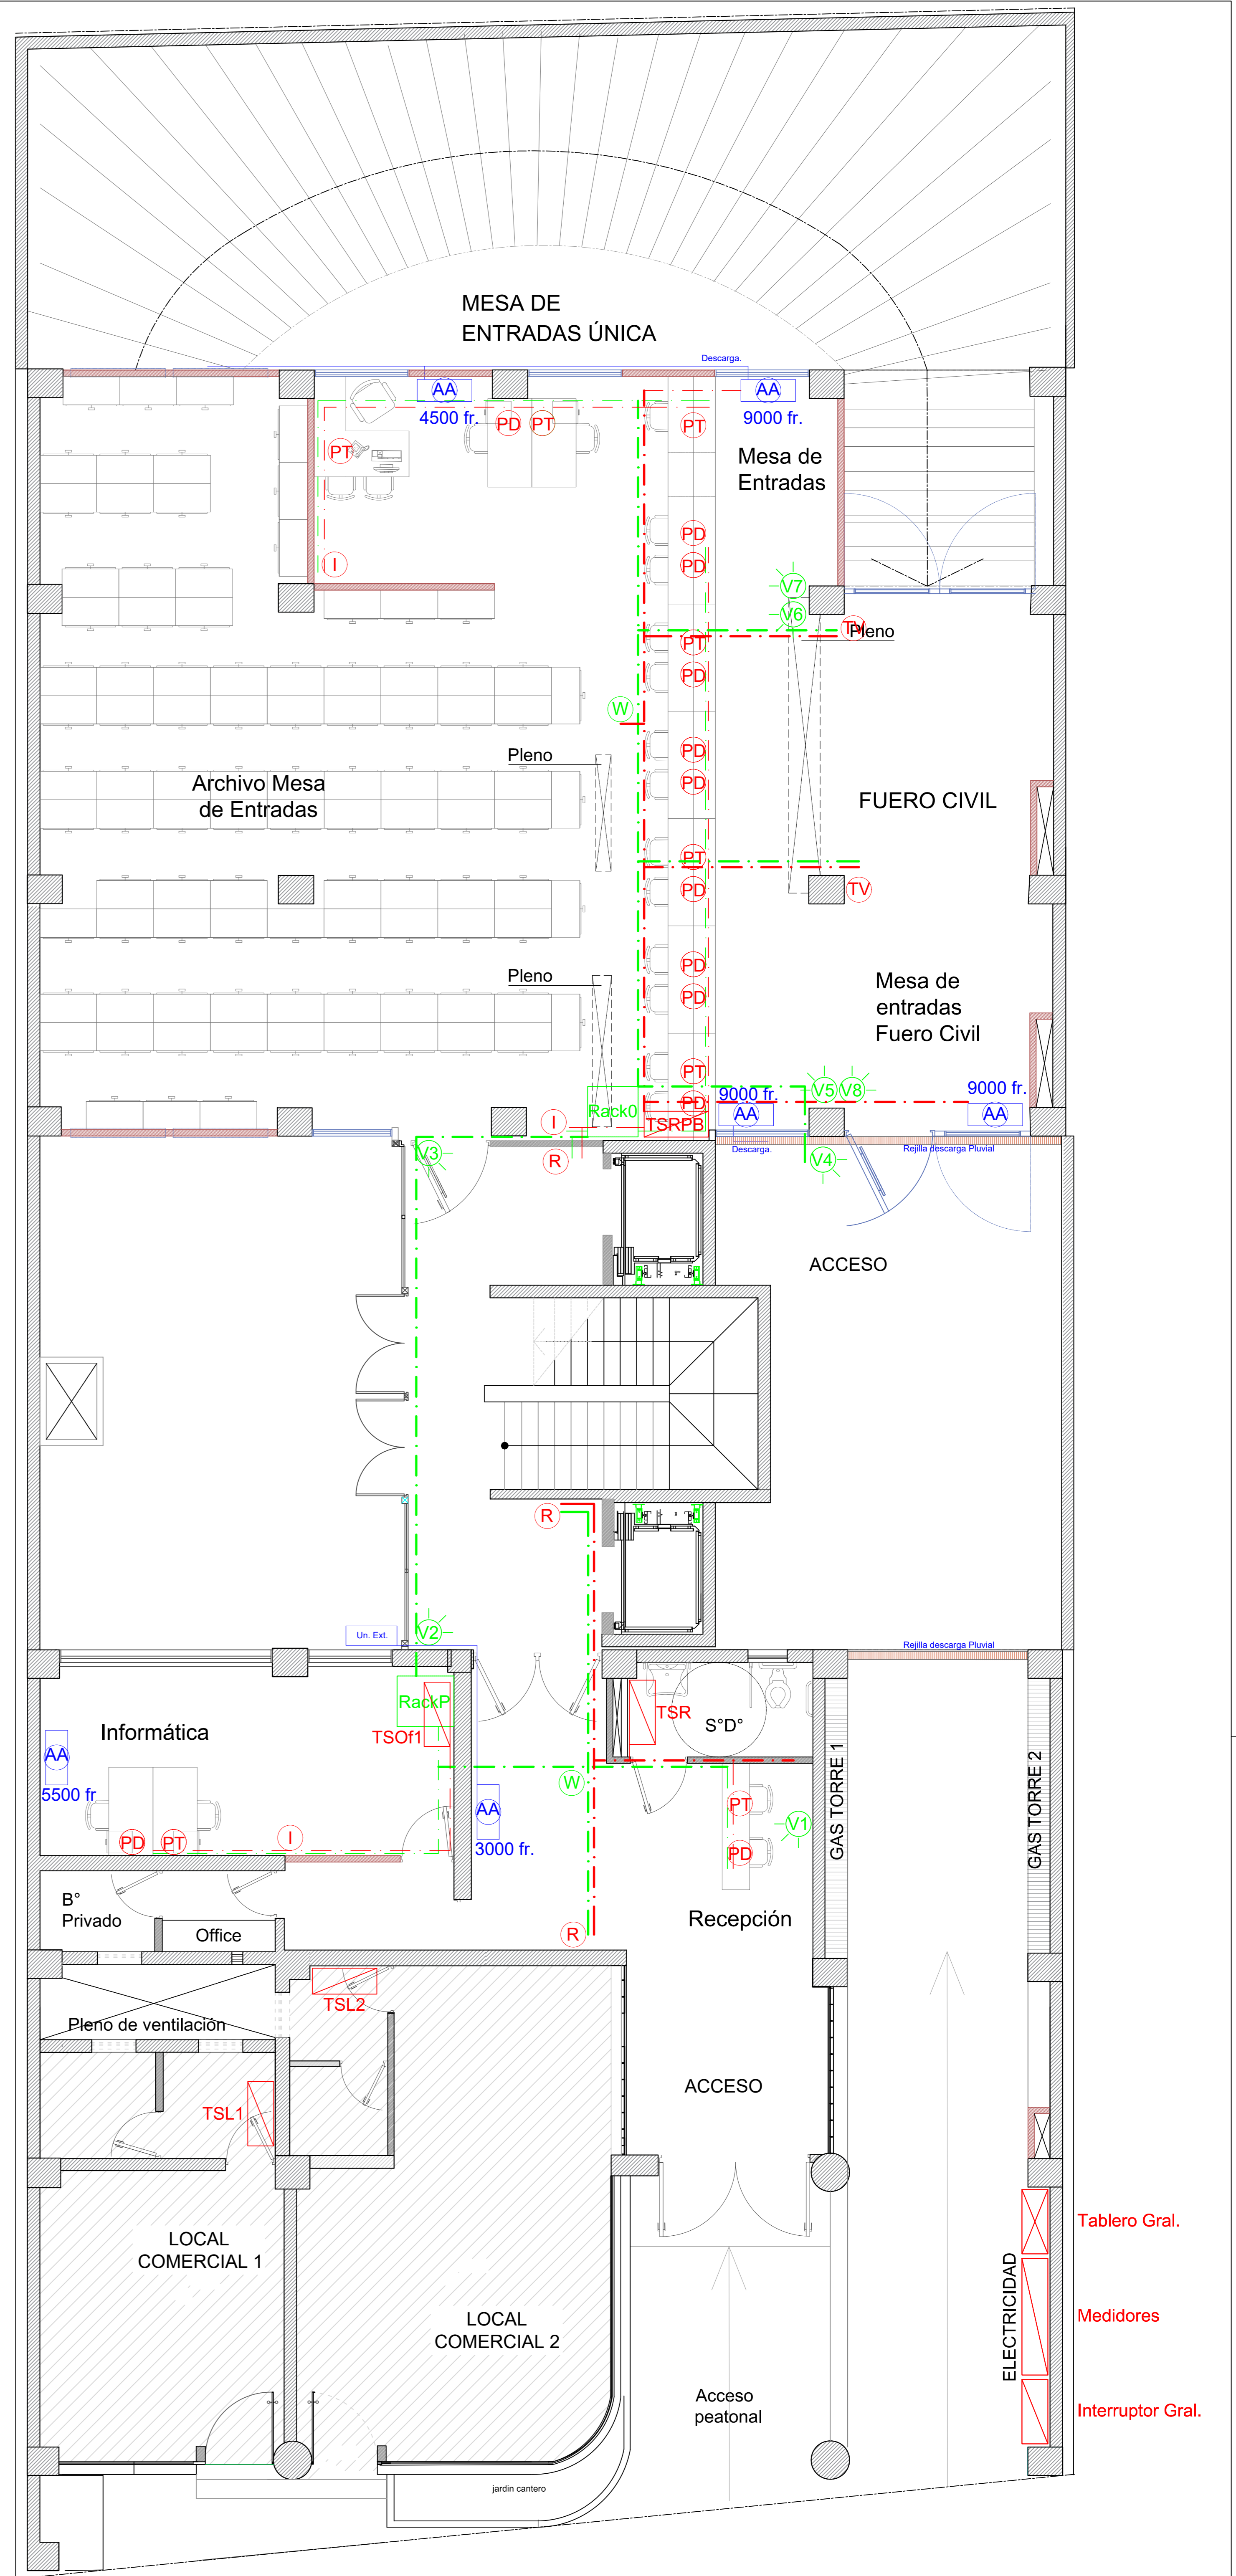 MESA DE
ENTRADAS ÚNICA
Descarga.
AA
AA
4500 fr.
9000 fr.
PD
PT
PT
PT
Mesa de
Entradas
PD
I
PD
V7
V6
TV
Pleno
PT
PD
W
PD
Pleno
PD
Archivo Mesa
de Entradas
FUERO CIVIL
PT
PD
TV
PD
Pleno
PD
Mesa de
entradas
Fuero Civil
PT
V5
V8
9000 fr.
9000 fr.
PD
Rack0
AA
AA
I
TSRPB
V3
Descarga.
Rejilla descarga Pluvial
R
V4
ACCESO
R
Un. Ext.
V2
Rejilla descarga Pluvial
RackP
TSR
S°D°
Informática
TSOf1
AA
GAS TORRE 1
GAS TORRE 2
5500 fr
W
AA
PT
V1
PD
PT
I
3000 fr.
PD
B°
Privado
Office
Recepción
R
TSL2
Pleno de ventilación
ACCESO
TSL1
LOCAL
COMERCIAL 1
Tablero Gral.
ELECTRICIDAD
Medidores
LOCAL
COMERCIAL 2
Acceso
peatonal
Interruptor Gral.
jardin cantero